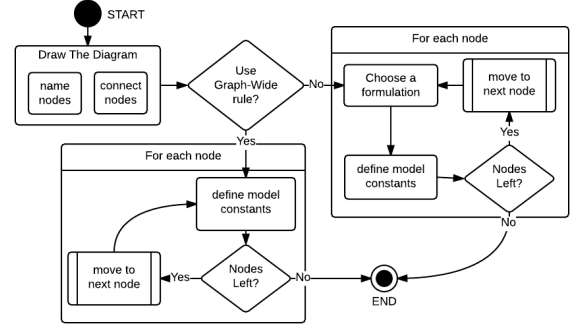 START
Draw The Diagram
name
nodes
connect
nodes
Use
Graph-Wide
rule?
No
Yes
For each node
Choose a
formulation
move to
next node
define model
constants
Yes
Nodes
Left?
No
For each node
define model
constants
Nodes
Left?
Yes
move to
next node
No
END